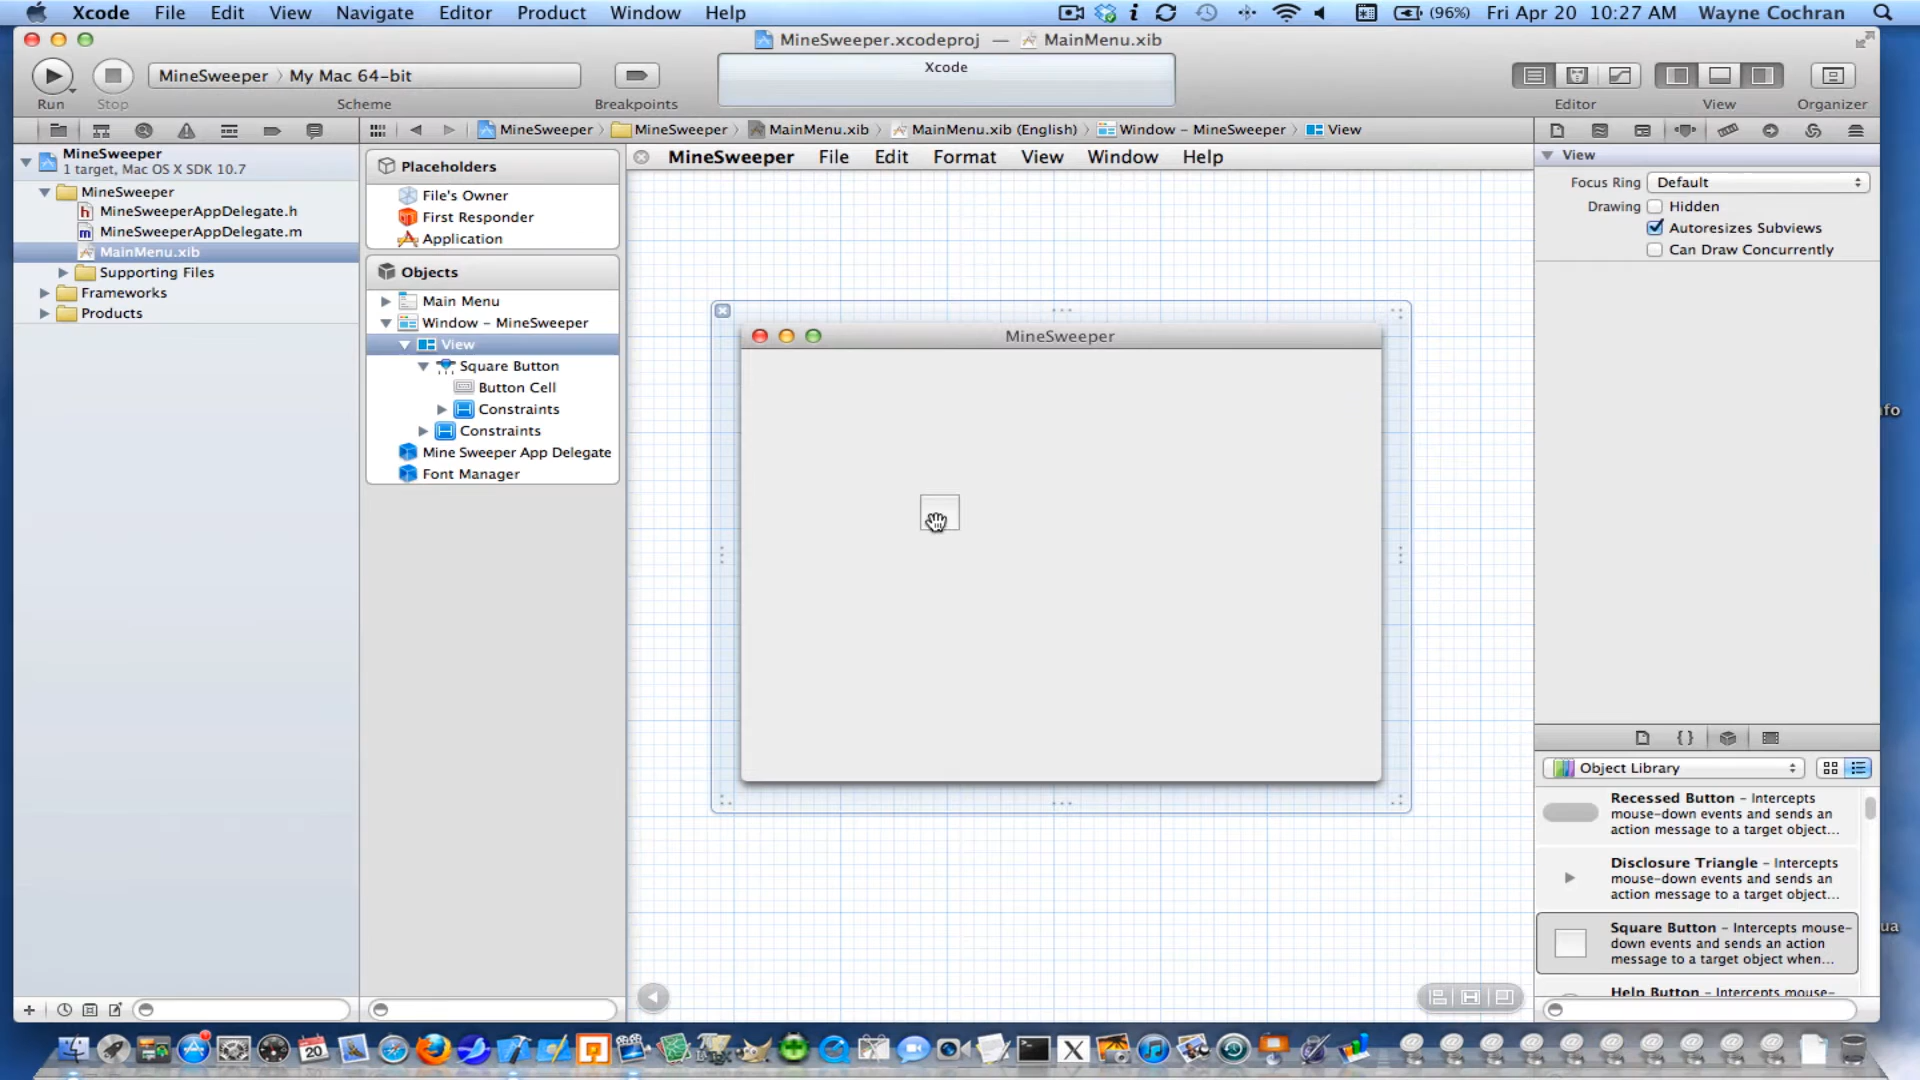 Xcode File Edit View Navigate Editor Product Window Help (96%) Fri Apr 20 10:27 AM Wayne Cochran
MineSweeper.xcodeproj — MainMenu.xib
MineSweeper > My Mac 64-bit
Xcode
Run Stop Scheme Breakpoints Editor View Organizer
MineSweeper
1 target, Mac OS X SDK 10.7
MineSweeper
h MineSweeperAppDelegate.h
m MineSweeperAppDelegate.m
MainMenu.xib
Supporting Files
Frameworks
Products
MineSweeper > MineSweeper > MainMenu.xib > MainMenu.xib (English) > Window – MineSweeper > View
Placeholders
File's Owner
First Responder
Application
Objects
Main Menu
Window – MineSweeper
View
Square Button
Button Cell
Constraints
Constraints
Mine Sweeper App Delegate
Font Manager
MineSweeper File Edit Format View Window Help
MineSweeper
View
Focus Ring Default
Drawing Hidden
Autoresizes Subviews
Can Draw Concurrently
{}
Object Library
Recessed Button – Intercepts
mouse-down events and sends an
action message to a target object...
Disclosure Triangle – Intercepts
mouse-down events and sends an
action message to a target object...
Square Button – Intercepts mouse-
down events and sends an action
message to a target object when...
Help Button – Intercepts mouse-
fo
ua
20